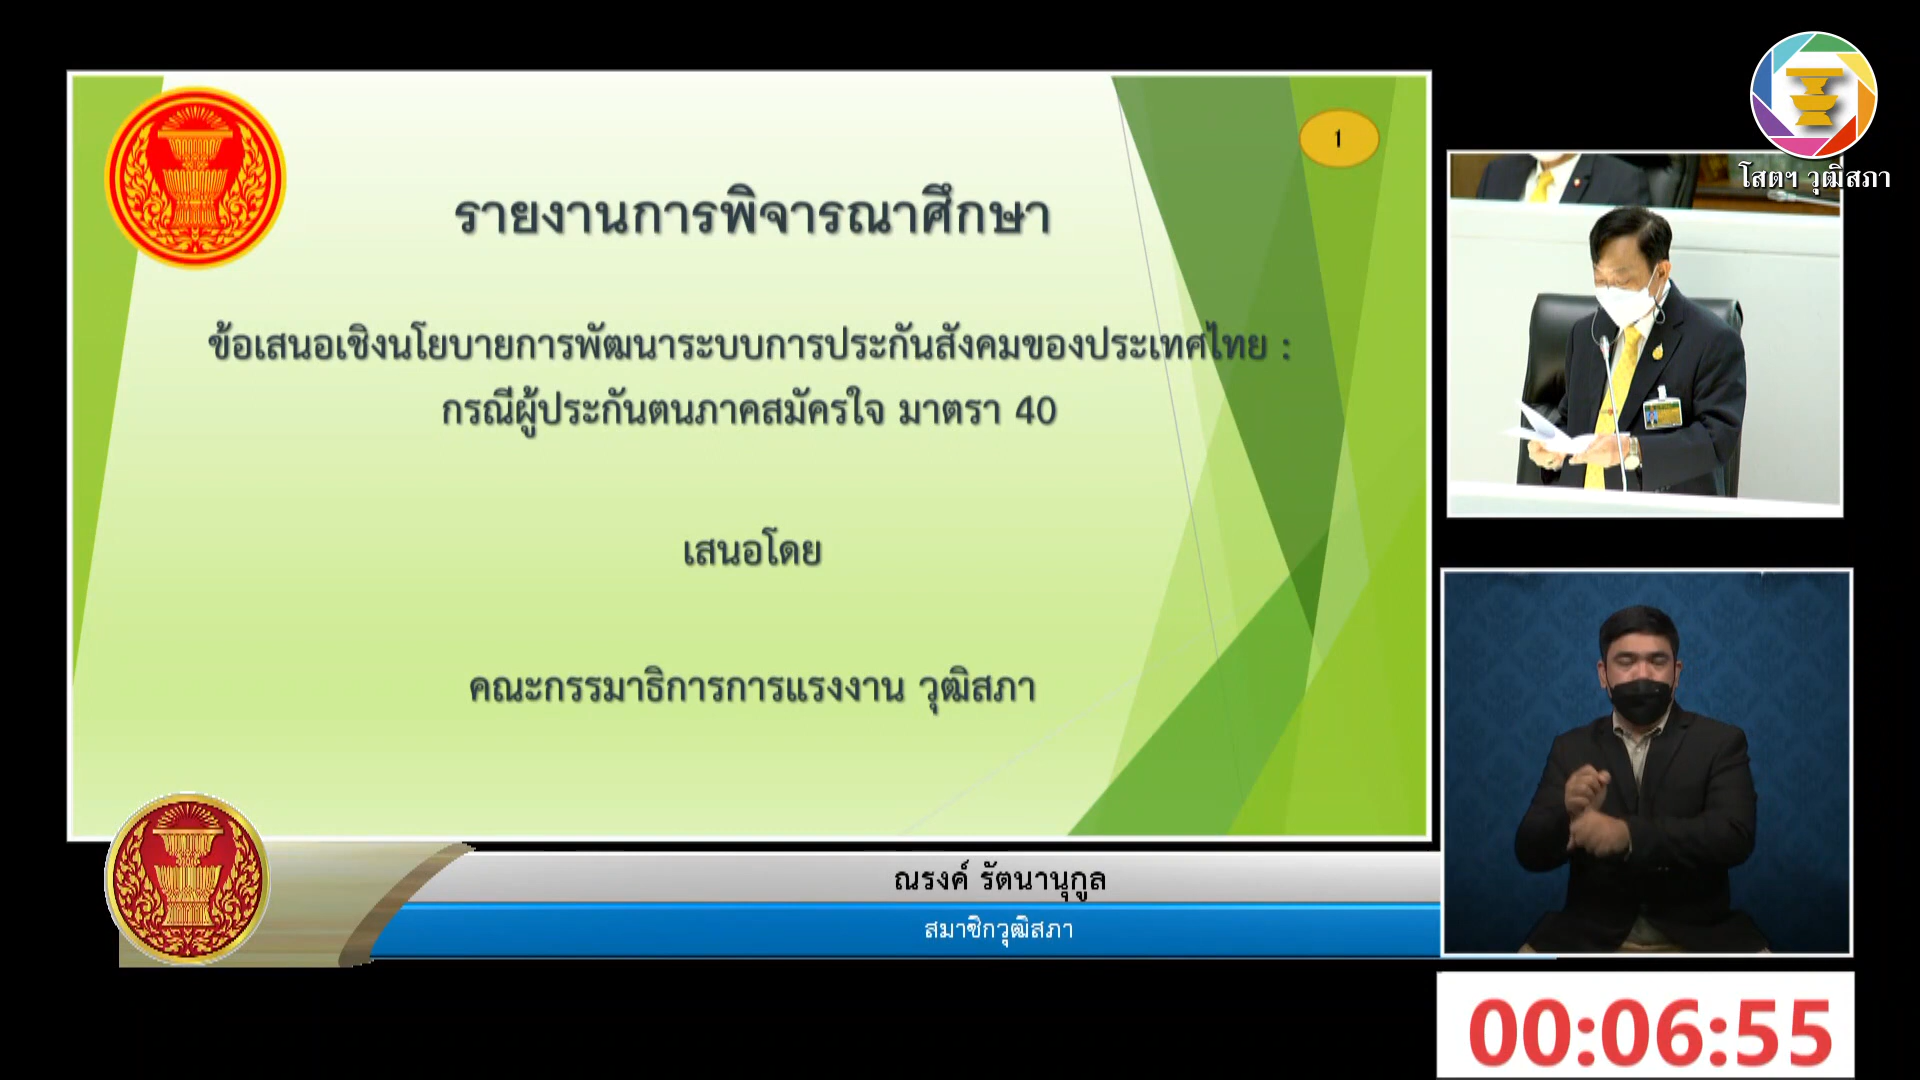 โสตฯ วุฒิสภา
1
รายงานการพิจารณาศึกษา
ข้อเสนอเชิงนโยบายการพัฒนาระบบการประกันสังคมของประเทศไทย :
กรณีผู้ประกันตนภาคสมัครใจ มาตรา 40
เสนอโดย
คณะกรรมาธิการการแรงงาน วุฒิสภา
ณรงค์ รัตนานุกูล
สมาชิกวุฒิสภา
00:06:55